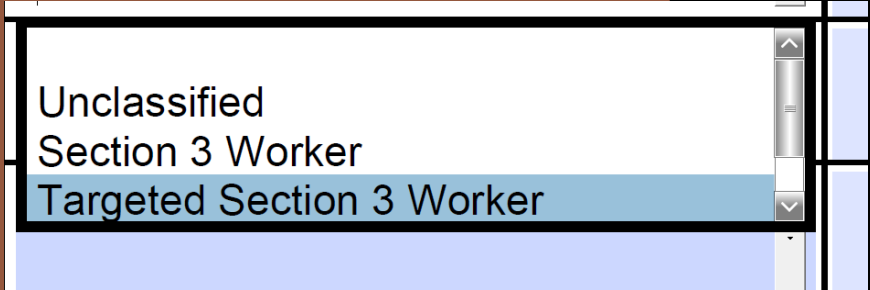 Unclassified
Section 3 Worker
Targeted Section 3 Worker